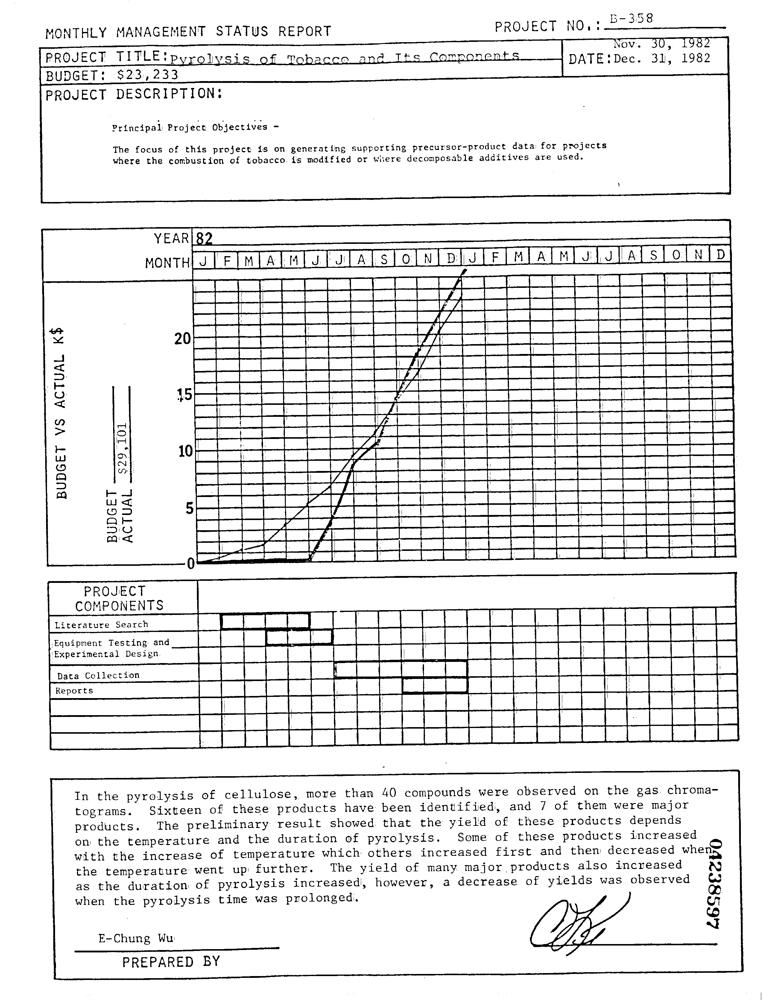 MONTHLY MANAGEMENT STATUS REPORT
PROJECT NO.: B-358
PROJECT TITLE: Pyrolysis of Tobacco and Its Components
Nov. 30, 1982
DATE: Dec. 31, 1982
BUDGET: $23,233
PROJECT DESCRIPTION:
Principal Project Objectives -
The focus of this project is on generating supporting precursor-product data for projects
where the combustion of tobacco is modified or where decomposable additives are used.
YEAR 82
MONTH J F M A M J J A S O N D J F M A M J J A S O N D
BUDGET VS ACTUAL K$
BUDGET
ACTUAL $29,101
20
15
10
5
0
PROJECT
COMPONENTS
Literature Search
Equipment Testing and
Experimental Design
Data Collection
Reports
In the pyrolysis of cellulose, more than 40 compounds were observed on the gas chroma-
tograms. Sixteen of these products have been identified, and 7 of them were major
products. The preliminary result showed that the yield of these products depends
on the temperature and the duration of pyrolysis. Some of these products increased
with the increase of temperature which others increased first and then decreased when
the temperature went up further. The yield of many major products also increased
as the duration of pyrolysis increased, however, a decrease of yields was observed
when the pyrolysis time was prolonged.
04238597
E-Chung Wu
PREPARED BY